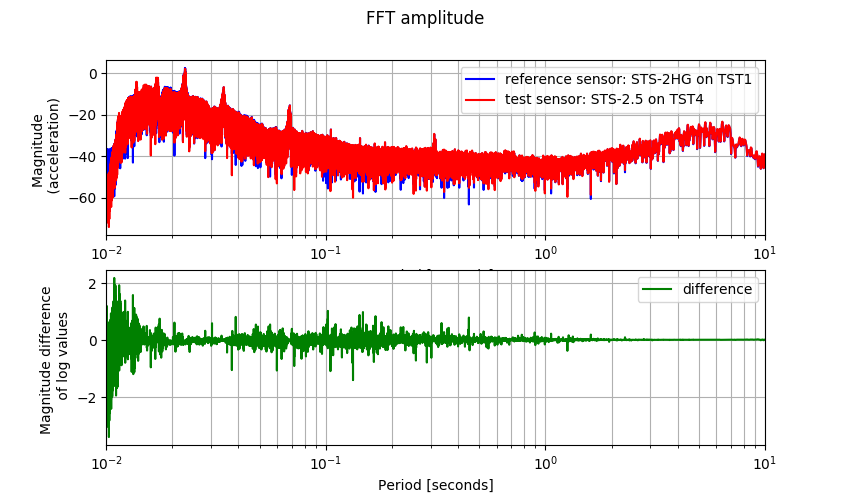 FFT amplitude
Magnitude
(acceleration)
0
−20
−40
−60
reference sensor: STS-2HG on TST1
test sensor: STS-2.5 on TST4
10−2
10−1
100
101
Magnitude difference
of log values
2
0
−2
difference
10−2
10−1
100
101
Period [seconds]